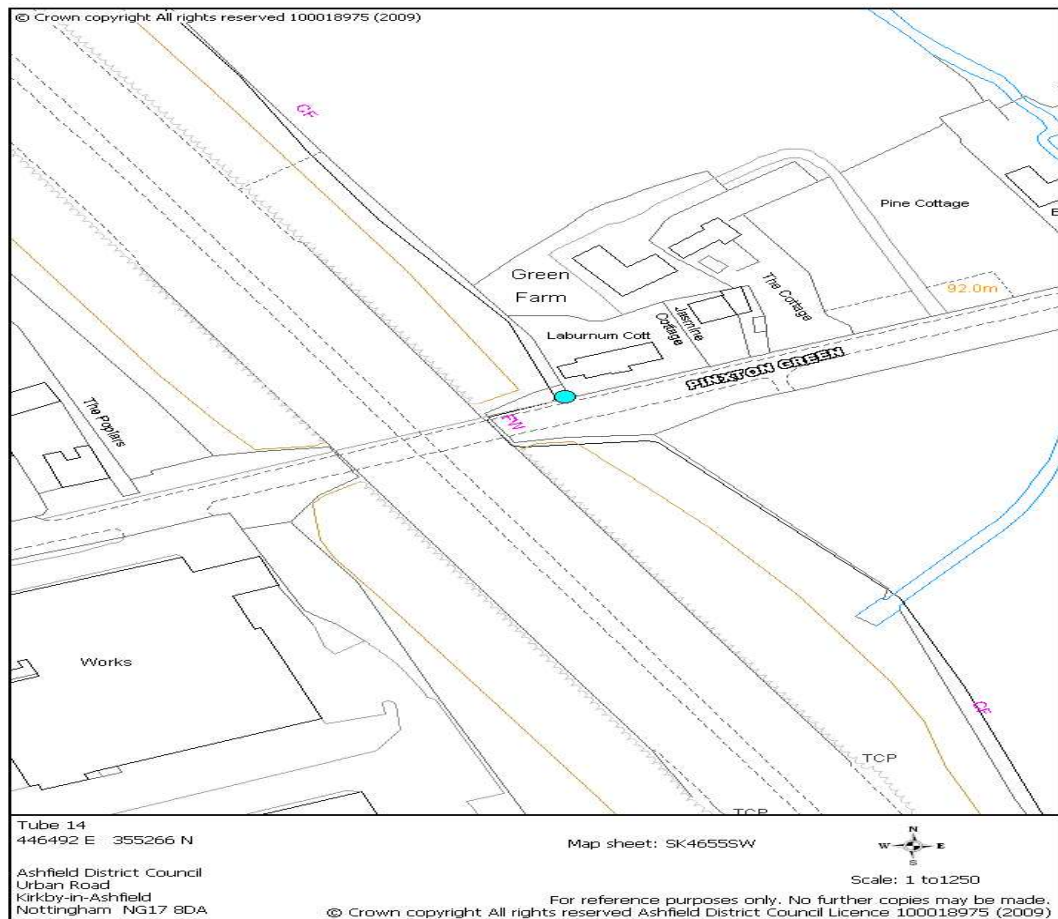 © Crown copyright All rights reserved 100018975 (2009)
CF
Pine Cottage
Green
Farm
The Cottage
92.0m
Jasmine
Cottage
Laburnum Cott
PINXTON GREEN
FW
The Poplars
Works
CF
TCP
TCP
Tube 14
446492 E 355266 N
Map sheet: SK4655SW
N
W E
S
Ashfield District Council
Urban Road
Kirkby-in-Ashfield
Nottingham NG17 8DA
Scale: 1 to1250
For reference purposes only. No further copies may be made.
© Crown copyright All rights reserved Ashfield District Council Licence 100018975 (2009)